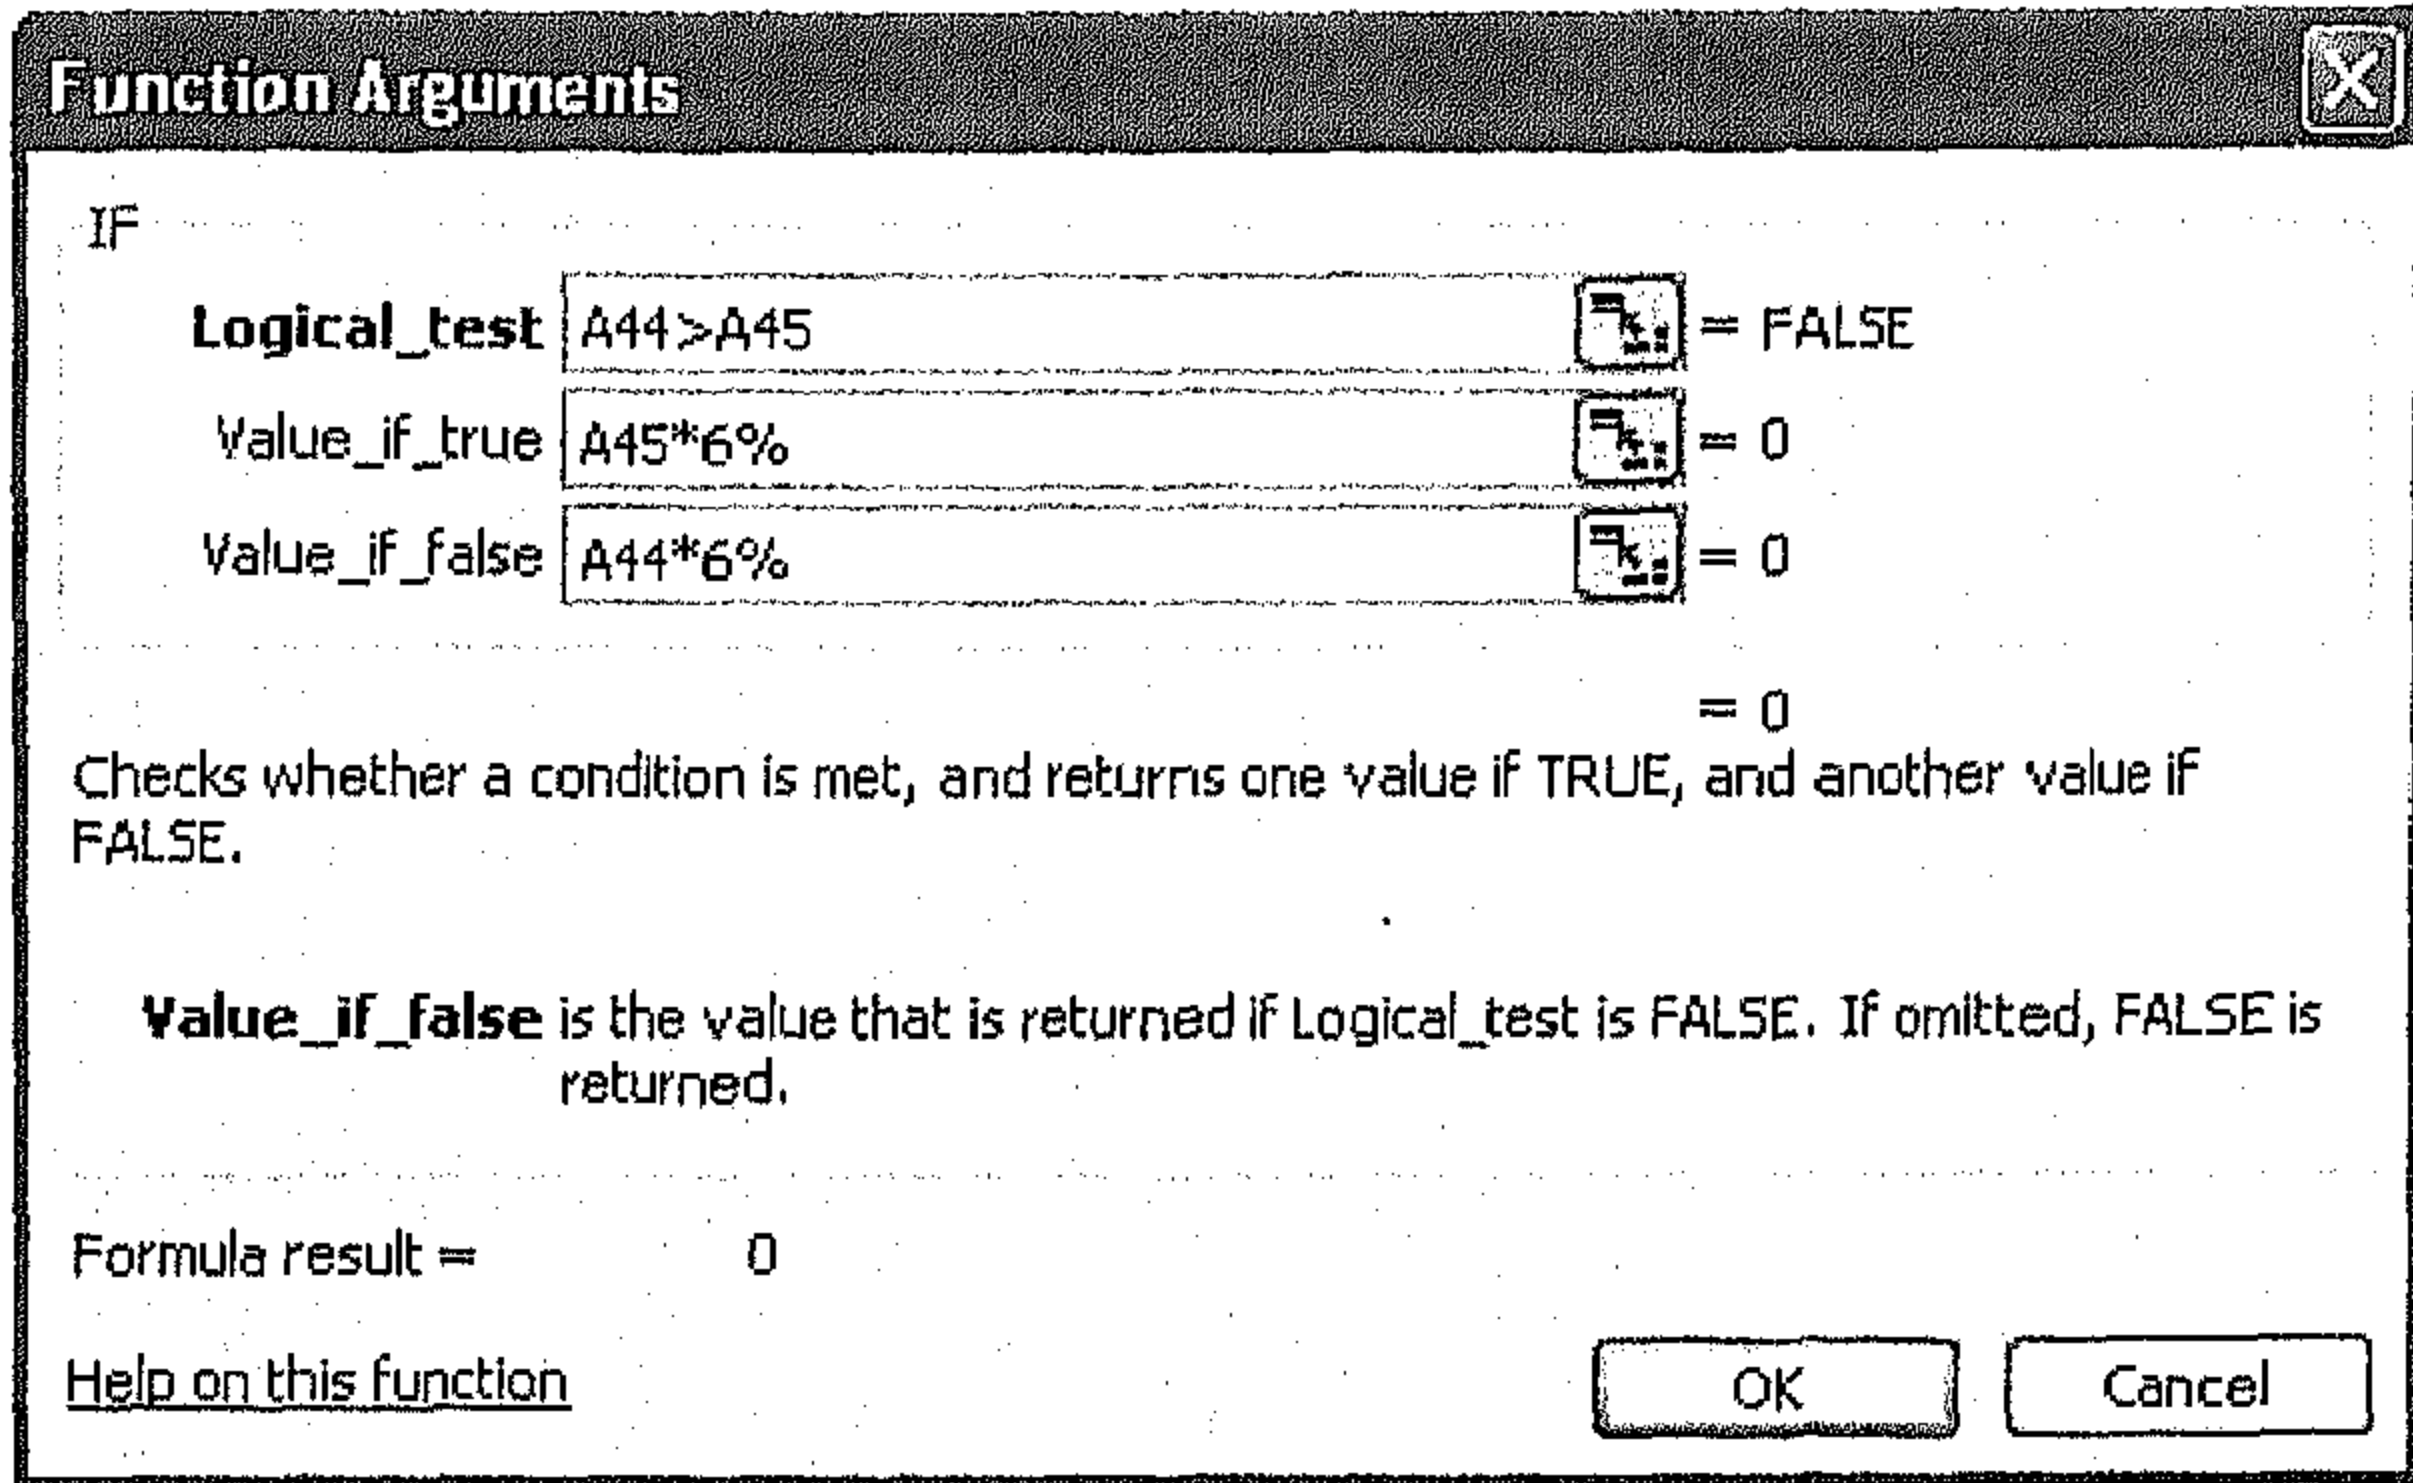 Function Arguments
IF
Logical_test A44>A45 = FALSE
Value_if_true A45*6% = 0
Value_if_false A44*6% = 0
= 0
Checks whether a condition is met, and returns one value if TRUE, and another value if
FALSE.
Value_if_false is the value that is returned if Logical_test is FALSE. If omitted, FALSE is
returned.
Formula result = 0
Help on this function
OK Cancel